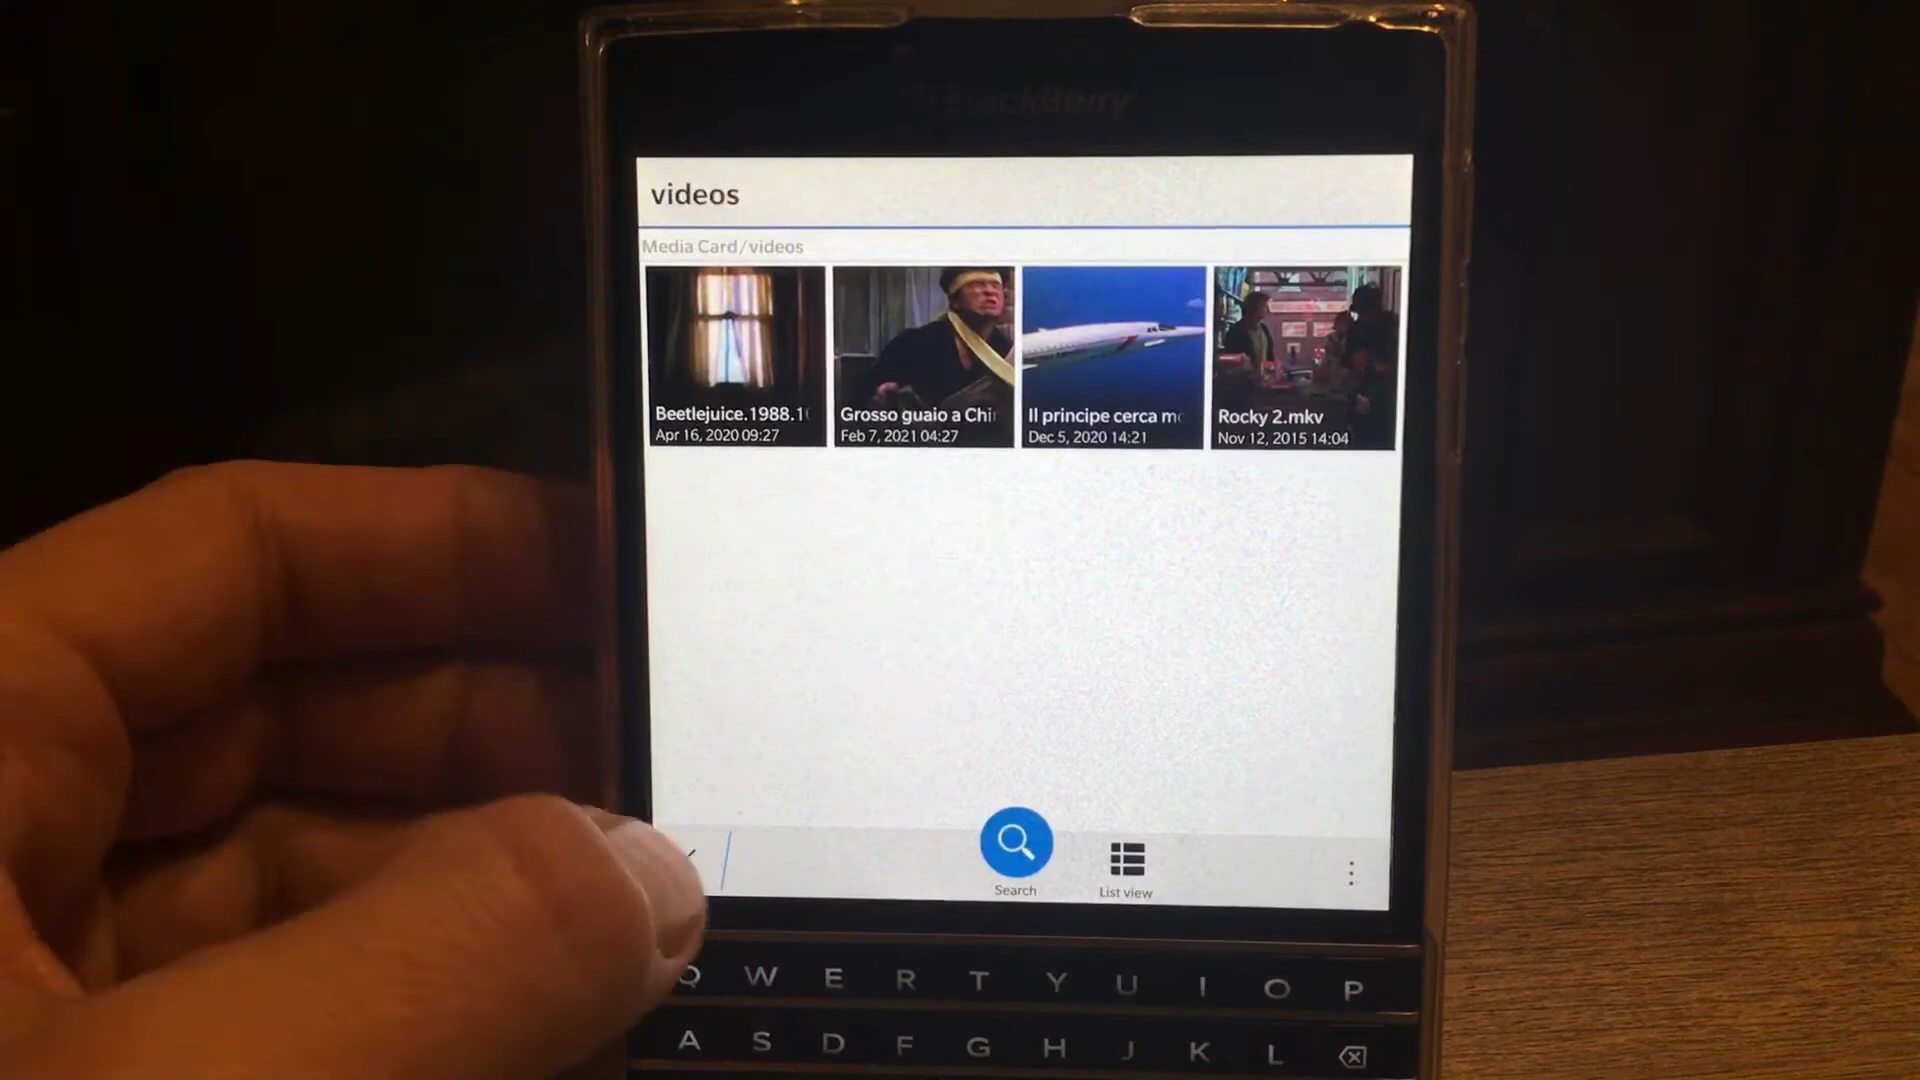 BlackBerry
videos
Media Card/videos
Beetlejuice.1988.1
Apr 16, 2020 09:27
Grosso guaio a Chi
Feb 7, 2021 04:27
Il principe cerca m
Dec 5, 2020 14:21
Rocky 2.mkv
Nov 12, 2015 14:04
Search
List view
Q W E R T Y U I O P
A S D F G H J K L